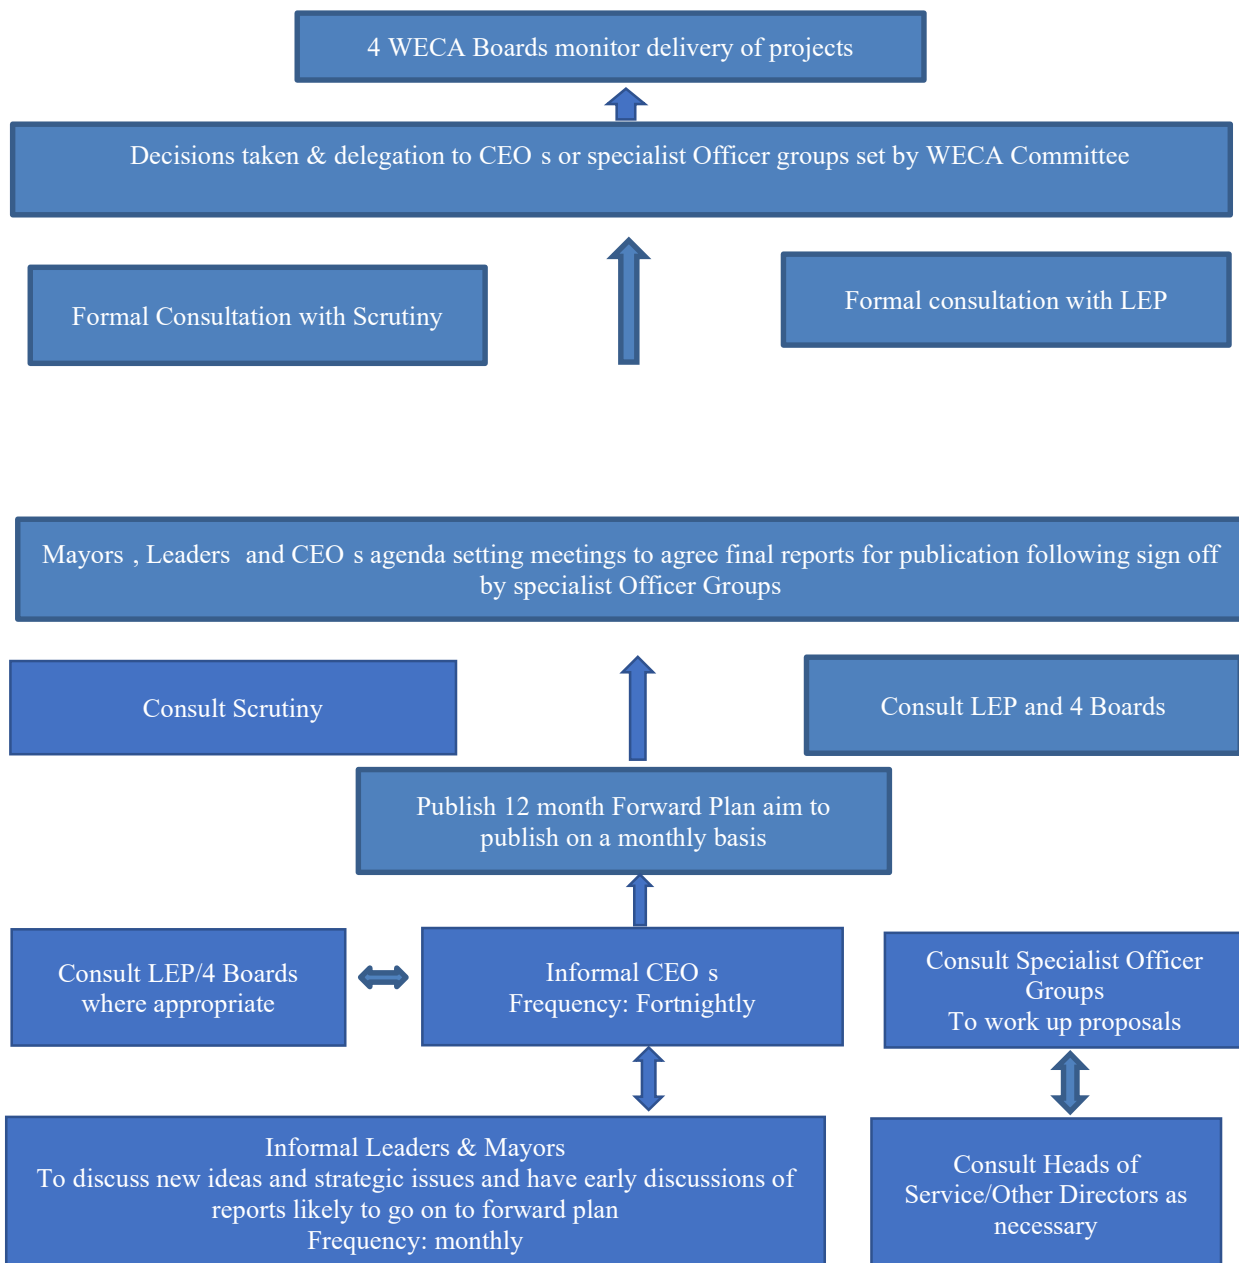 4 WECA Boards monitor delivery of projects
Decisions taken & delegation to CEO s or specialist Officer groups set by WECA Committee
Formal Consultation with Scrutiny
Formal consultation with LEP
Mayors , Leaders and CEO s agenda setting meetings to agree final reports for publication following sign off
by specialist Officer Groups
Consult Scrutiny
Consult LEP and 4 Boards
Publish 12 month Forward Plan aim to
publish on a monthly basis
Consult LEP/4 Boards
where appropriate
Informal CEO s
Frequency: Fortnightly
Consult Specialist Officer
Groups
To work up proposals
Informal Leaders & Mayors
To discuss new ideas and strategic issues and have early discussions of
reports likely to go on to forward plan
Frequency: monthly
Consult Heads of
Service/Other Directors as
necessary